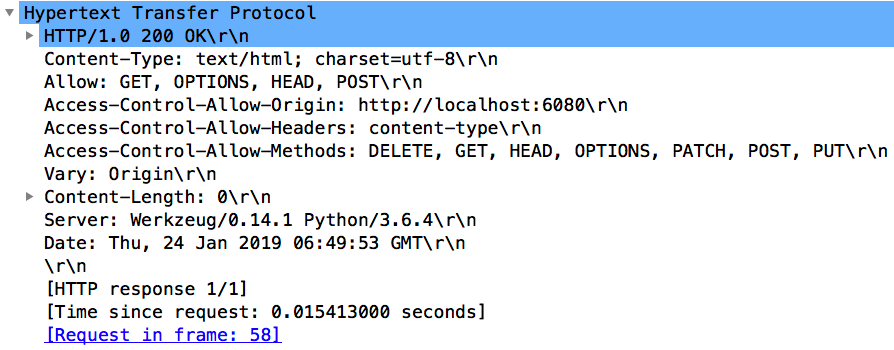 Hypertext Transfer Protocol
HTTP/1.0 200 OK\r\n
Content-Type: text/html; charset=utf-8\r\n
Allow: GET, OPTIONS, HEAD, POST\r\n
Access-Control-Allow-Origin: http://localhost:6080\r\n
Access-Control-Allow-Headers: content-type\r\n
Access-Control-Allow-Methods: DELETE, GET, HEAD, OPTIONS, PATCH, POST, PUT\r\n
Vary: Origin\r\n
Content-Length: 0\r\n
Server: Werkzeug/0.14.1 Python/3.6.4\r\n
Date: Thu, 24 Jan 2019 06:49:53 GMT\r\n
\r\n
[HTTP response 1/1]
[Time since request: 0.015413000 seconds]
[Request in frame: 58]